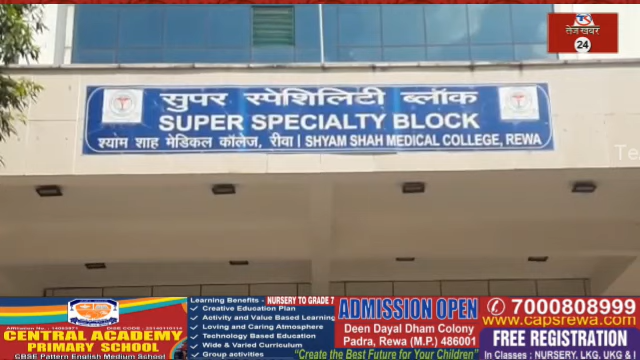 तेज खबर
24
सुपर स्पेशिलिटी ब्लॉक
SUPER SPECIALTY BLOCK
श्याम शाह मेडिकल कॉलेज, रीवा | SHYAM SHAH MEDICAL COLLEGE, REWA
Te
CENTRAL ACADEMY
PRIMARY SCHOOL
CBSE Pattern English Medium School
Learning Benefits - NURSERY TO GRADE 7
Creative Education Plan
Activity and Value Based Learning
Loving and Caring Atmosphere
Technology Based Education
Wide & Varied Curriculum
Group activities
ADMISSION OPEN
Deen Dayal Dham Colony
Padra, Rewa (M.P.) 486001
"Create the Best Future for Your Children"
7000808999
www.capsrewa.com
FREE REGISTRATION
in Classes : NURSERY, LKG, UKG &